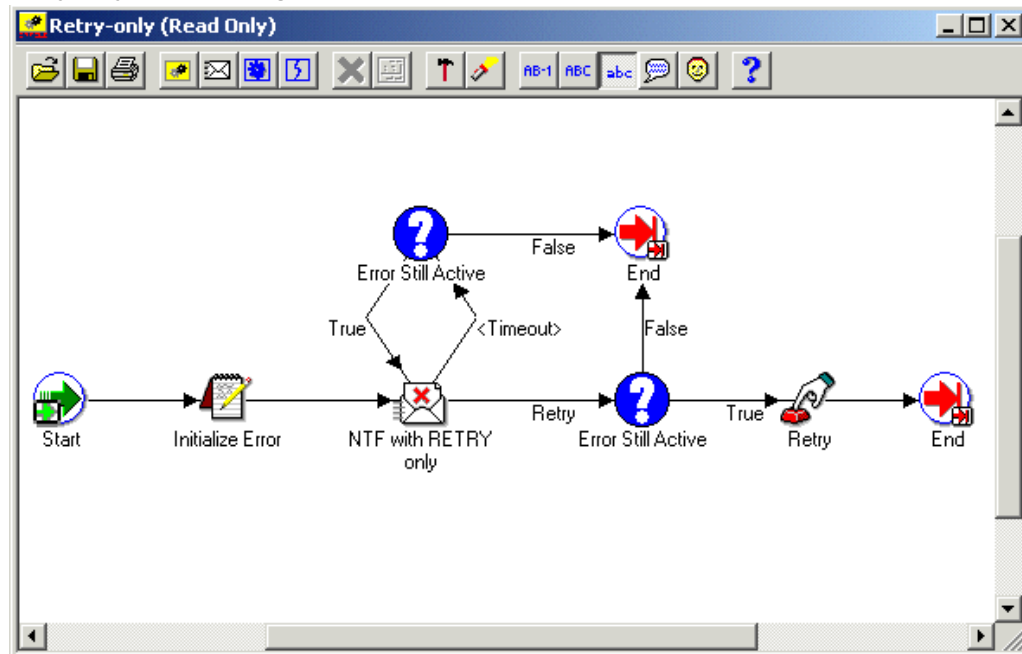 Retry-only (Read Only)
AB-1 ABC abc
False
Error Still Active
End
True
<Timeout>
False
Retry
True
Start
Initialize Error
NTF with RETRY
only
Error Still Active
Retry
End